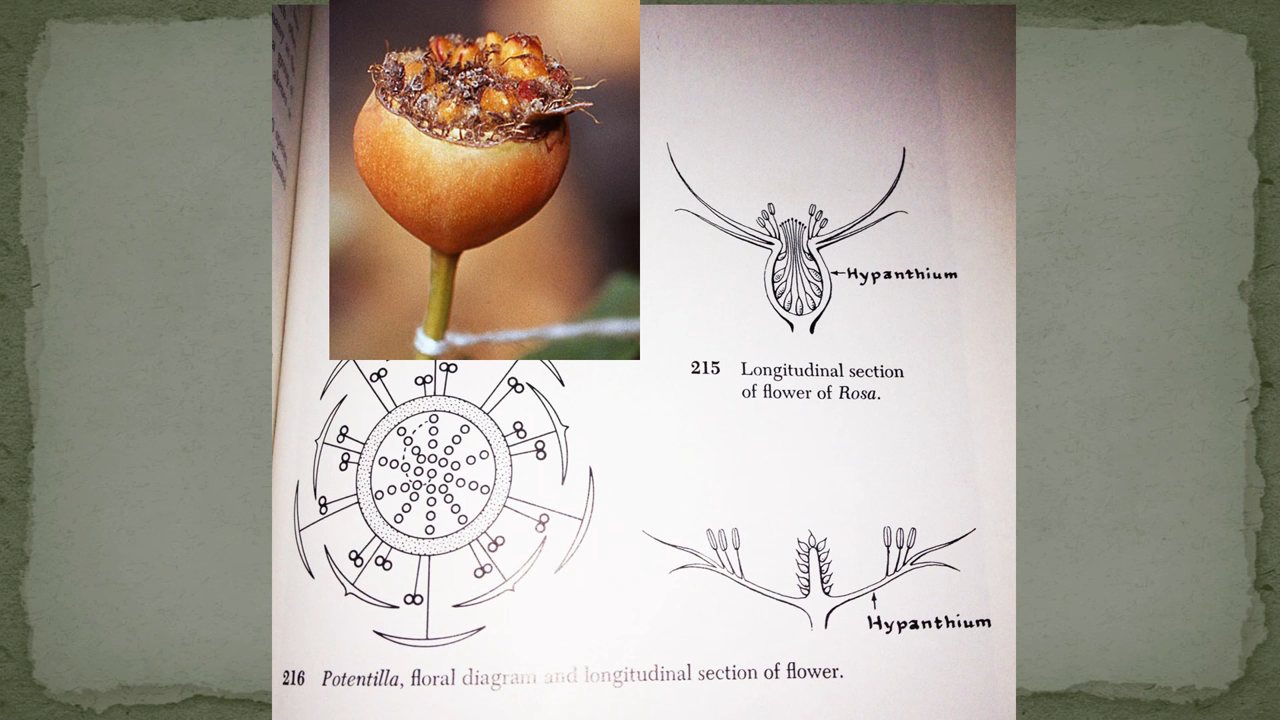 Hypanthium
215 Longitudinal section
of flower of Rosa.
Hypanthium
216 Potentilla, floral diagram and longitudinal section of flower.